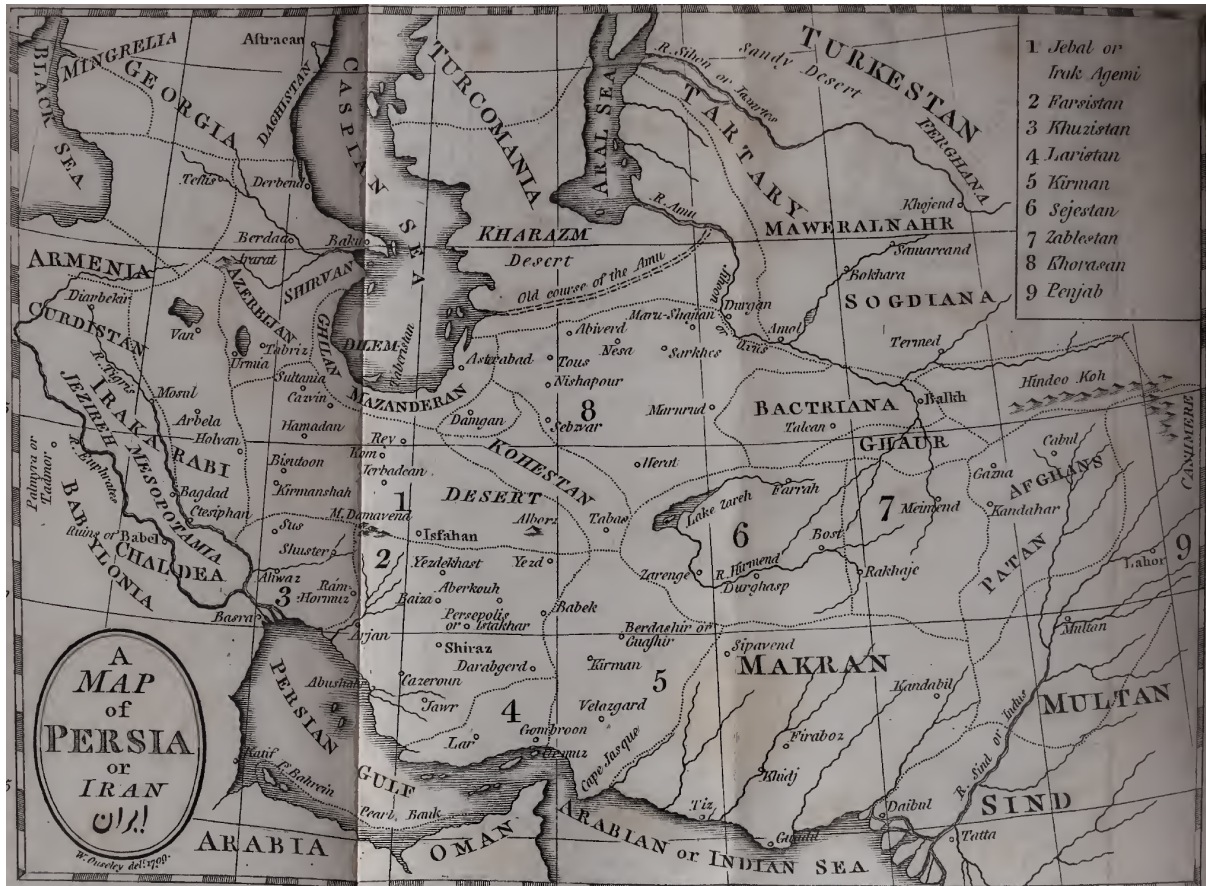 A
MAP
of
PERSIA
or
IRAN
ایران
W. Ouseley del. 1799.
1 Jebal or
Irak Agemi
2 Farsistan
3 Khuzistan
4 Laristan
5 Kirman
6 Sejestan
7 Zablestan
8 Khorasan
9 Penjab
BLACK SEA
MINGRELIA
GEORGIA
Astracan
DAGHISTAN
CASPIAN SEA
TURCOMANIA
ARAL SEA
R. Sihon or Iaxartes
Sandy Desert
TURKESTAN
TARTARY
FERGHANA
Teflis
Derbend
Khojend
R. Amu
MAWERALNAHR
KHARAZM
Desert
Samarcand
Berdaa
Baku
Ararat
ARMENIA
SHIRVAN
Bokhara
SOGDIANA
Old course of the Amu
Jihoon or Oxus
Diarbekir
CURDISTAN
AZERBIJAN
GHILAN
DILEM
Taberistan
Van
Urmia
Tabriz
Maru-Shajian
Durgan
Amol
Termed
Abiverd
Nesa
Sarkhes
Astrabad
Tous
Nishapour
MAZANDERAN
Sultania
Cazvin
R. Tigris
Mosul
Arbela
Holvan
Hamadan
IRAK ARABI
JEZIREH
MESOPOTAMIA
Damgan
Sebzvar
8
Marurud
BACTRIANA
Talcan
Balkh
Hindoo Koh
CASHMERE
GHAUR
Palmyra or
Tadmor
R. Euphrates
Rey
Kom
Jerbadcan
KOHESTAN
Herat
Cabul
Gazna
AFGHANS
Bisutoon
Kirmanshah
Bagdad
Ctesiphan
1
DESERT
Lake Zareh
Farrah
7
Meimend
Kandahar
BABYLONIA
Ruins of Babel
CHALDEA
Sus
Shuster
M. Damavend
Isfahan
Tabas
6
Bost
PATAN
Lahor
9
2
Yezdekhast
Yezd
Zarenge
R. Hirmend
Durghasp
Rakhaje
Ahwaz
3
Ram-
Hormuz
Aberkouh
Baiza
Persepolis
or Istakhar
Babek
Basra
Arjan
Berdashir or
Guashir
Multan
Shiraz
Darabgerd
Kirman
Sipavend
MAKRAN
PERSIAN
GULF
Abushahr
Cazeroun
Jawr
4
5
Velazgard
Kandabil
MULTAN
Lar
Gombroon
Ormuz
Firaboz
R. Sind or Indus
Cape Jasque
Khidj
Katif
Bahrein
Pearl Bank
Tiz
Daibul
SIND
Tatta
ARABIA
OMAN
ARABIAN or INDIAN SEA